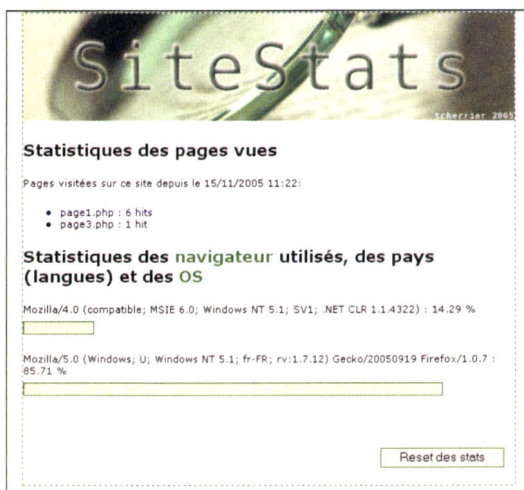 SiteStats
tcherrier 2005
Statistiques des pages vues
Pages visitées sur ce site depuis le 15/11/2005 11:22:
page1.php : 6 hits
page3.php : 1 hit
Statistiques des navigateur utilisés, des pays
(langues) et des OS
Mozilla/4.0 (compatible; MSIE 6.0; Windows NT 5.1; SV1; .NET CLR 1.1.4322) : 14.29 %
Mozilla/5.0 (Windows; U; Windows NT 5.1; fr-FR; rv:1.7.12) Gecko/20050919 Firefox/1.0.7 :
85.71 %
Reset des stats